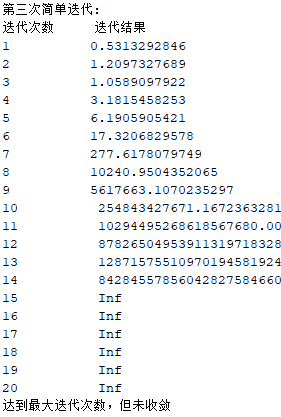 第三次简单迭代：
迭代次数 迭代结果
1 0.5313292846
2 1.2097327689
3 1.0589097922
4 3.1815458253
5 6.1905905421
6 17.3206829578
7 277.6178079749
8 10240.9504352065
9 5617663.1070235297
10 254843427671.1672363281
11 10294495268618567680.00
12 87826504953911319718328
13 12871575510970194581924
14 84284557856042827584660
15 Inf
16 Inf
17 Inf
18 Inf
19 Inf
20 Inf
达到最大迭代次数，但未收敛